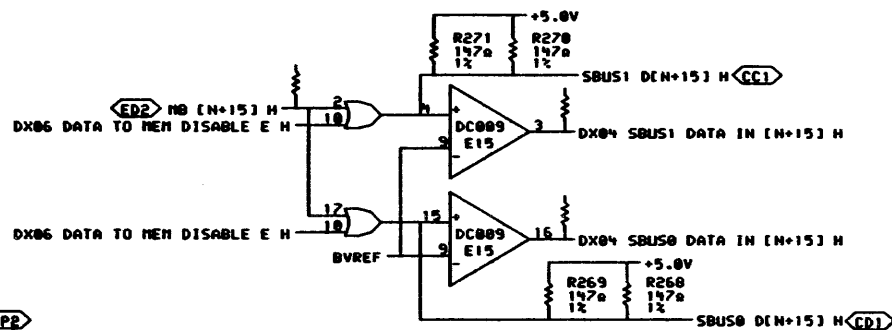 +5.0V
R271 R270
147Ω 147Ω
1% 1%
SBUS1 D[N+15] H CC1
ED2 MB [N+15] H 2 4 +
DX06 DATA TO MEM DISABLE E H 10
DC009 3 DX04 SBUS1 DATA IN [N+15] H
9 - E15
17 15 +
DX06 DATA TO MEM DISABLE E H 10
DC009 16 DX04 SBUS0 DATA IN [N+15] H
BVREF 9 - E15
+5.0V
R269 R268
147Ω 147Ω
1% 1%
P2 SBUS0 D[N+15] H CD1